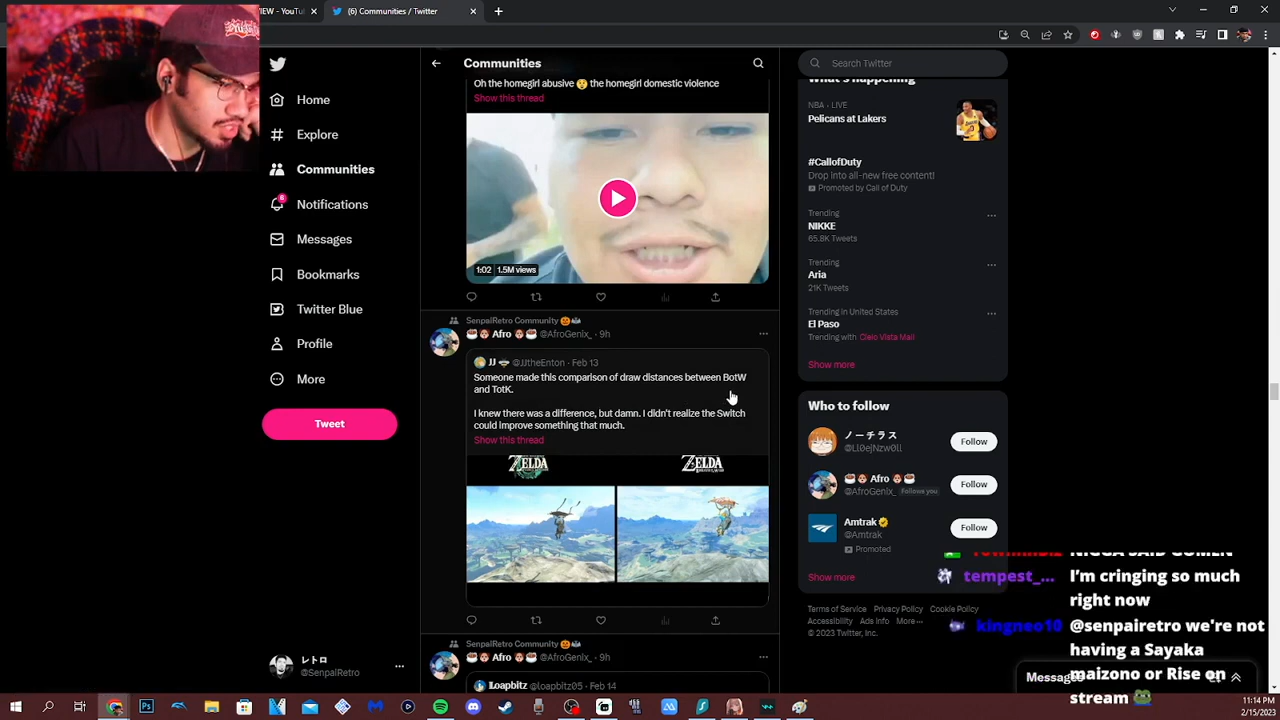 VIEW - YouTu
(6) Communities / Twitter
Communities
Search Twitter
Home
Explore
Communities
6
Notifications
Messages
Bookmarks
Twitter Blue
Profile
More
Tweet
レトロ
@SenpaiRetro
Oh the homegirl abusive 😲 the homegirl domestic violence
Show this thread
1:02 1.5M views
SenpaiRetro Community 🎃🦇
Afro @AfroGenix_ · 9h
JJ @JJtheEnton · Feb 13
Someone made this comparison of draw distances between BotW
and TotK.
I knew there was a difference, but damn. I didn't realize the Switch
could improve something that much.
Show this thread
ZELDA
ZELDA
SenpaiRetro Community 🎃🦇
Afro @AfroGenix_ · 9h
Loapbitz @loapbitz05 · Feb 14
What's happening
NBA · LIVE
Pelicans at Lakers
#CallofDuty
Drop into all-new free content!
Promoted by Call of Duty
Trending
NIKKE
65.8K Tweets
Trending
Aria
21K Tweets
Trending in United States
El Paso
Trending with Cielo Vista Mall
Show more
Who to follow
ノーチラス
@Ll0ejNzw0ll
Follow
Afro
@AfroGenix_ Follows you
Follow
Amtrak
@Amtrak
Follow
Promoted
Show more
Terms of Service Privacy Policy Cookie Policy
Accessibility Ads info More ···
© 2023 Twitter, Inc.
NIGGA SAID GOMEN
tempest_... I'm cringing so much
right now
kingneo10 @senpairetro we're not
having a Sayaka
maizono or Rise on
stream 🐸
Messages
11:14 PM
2/15/2023